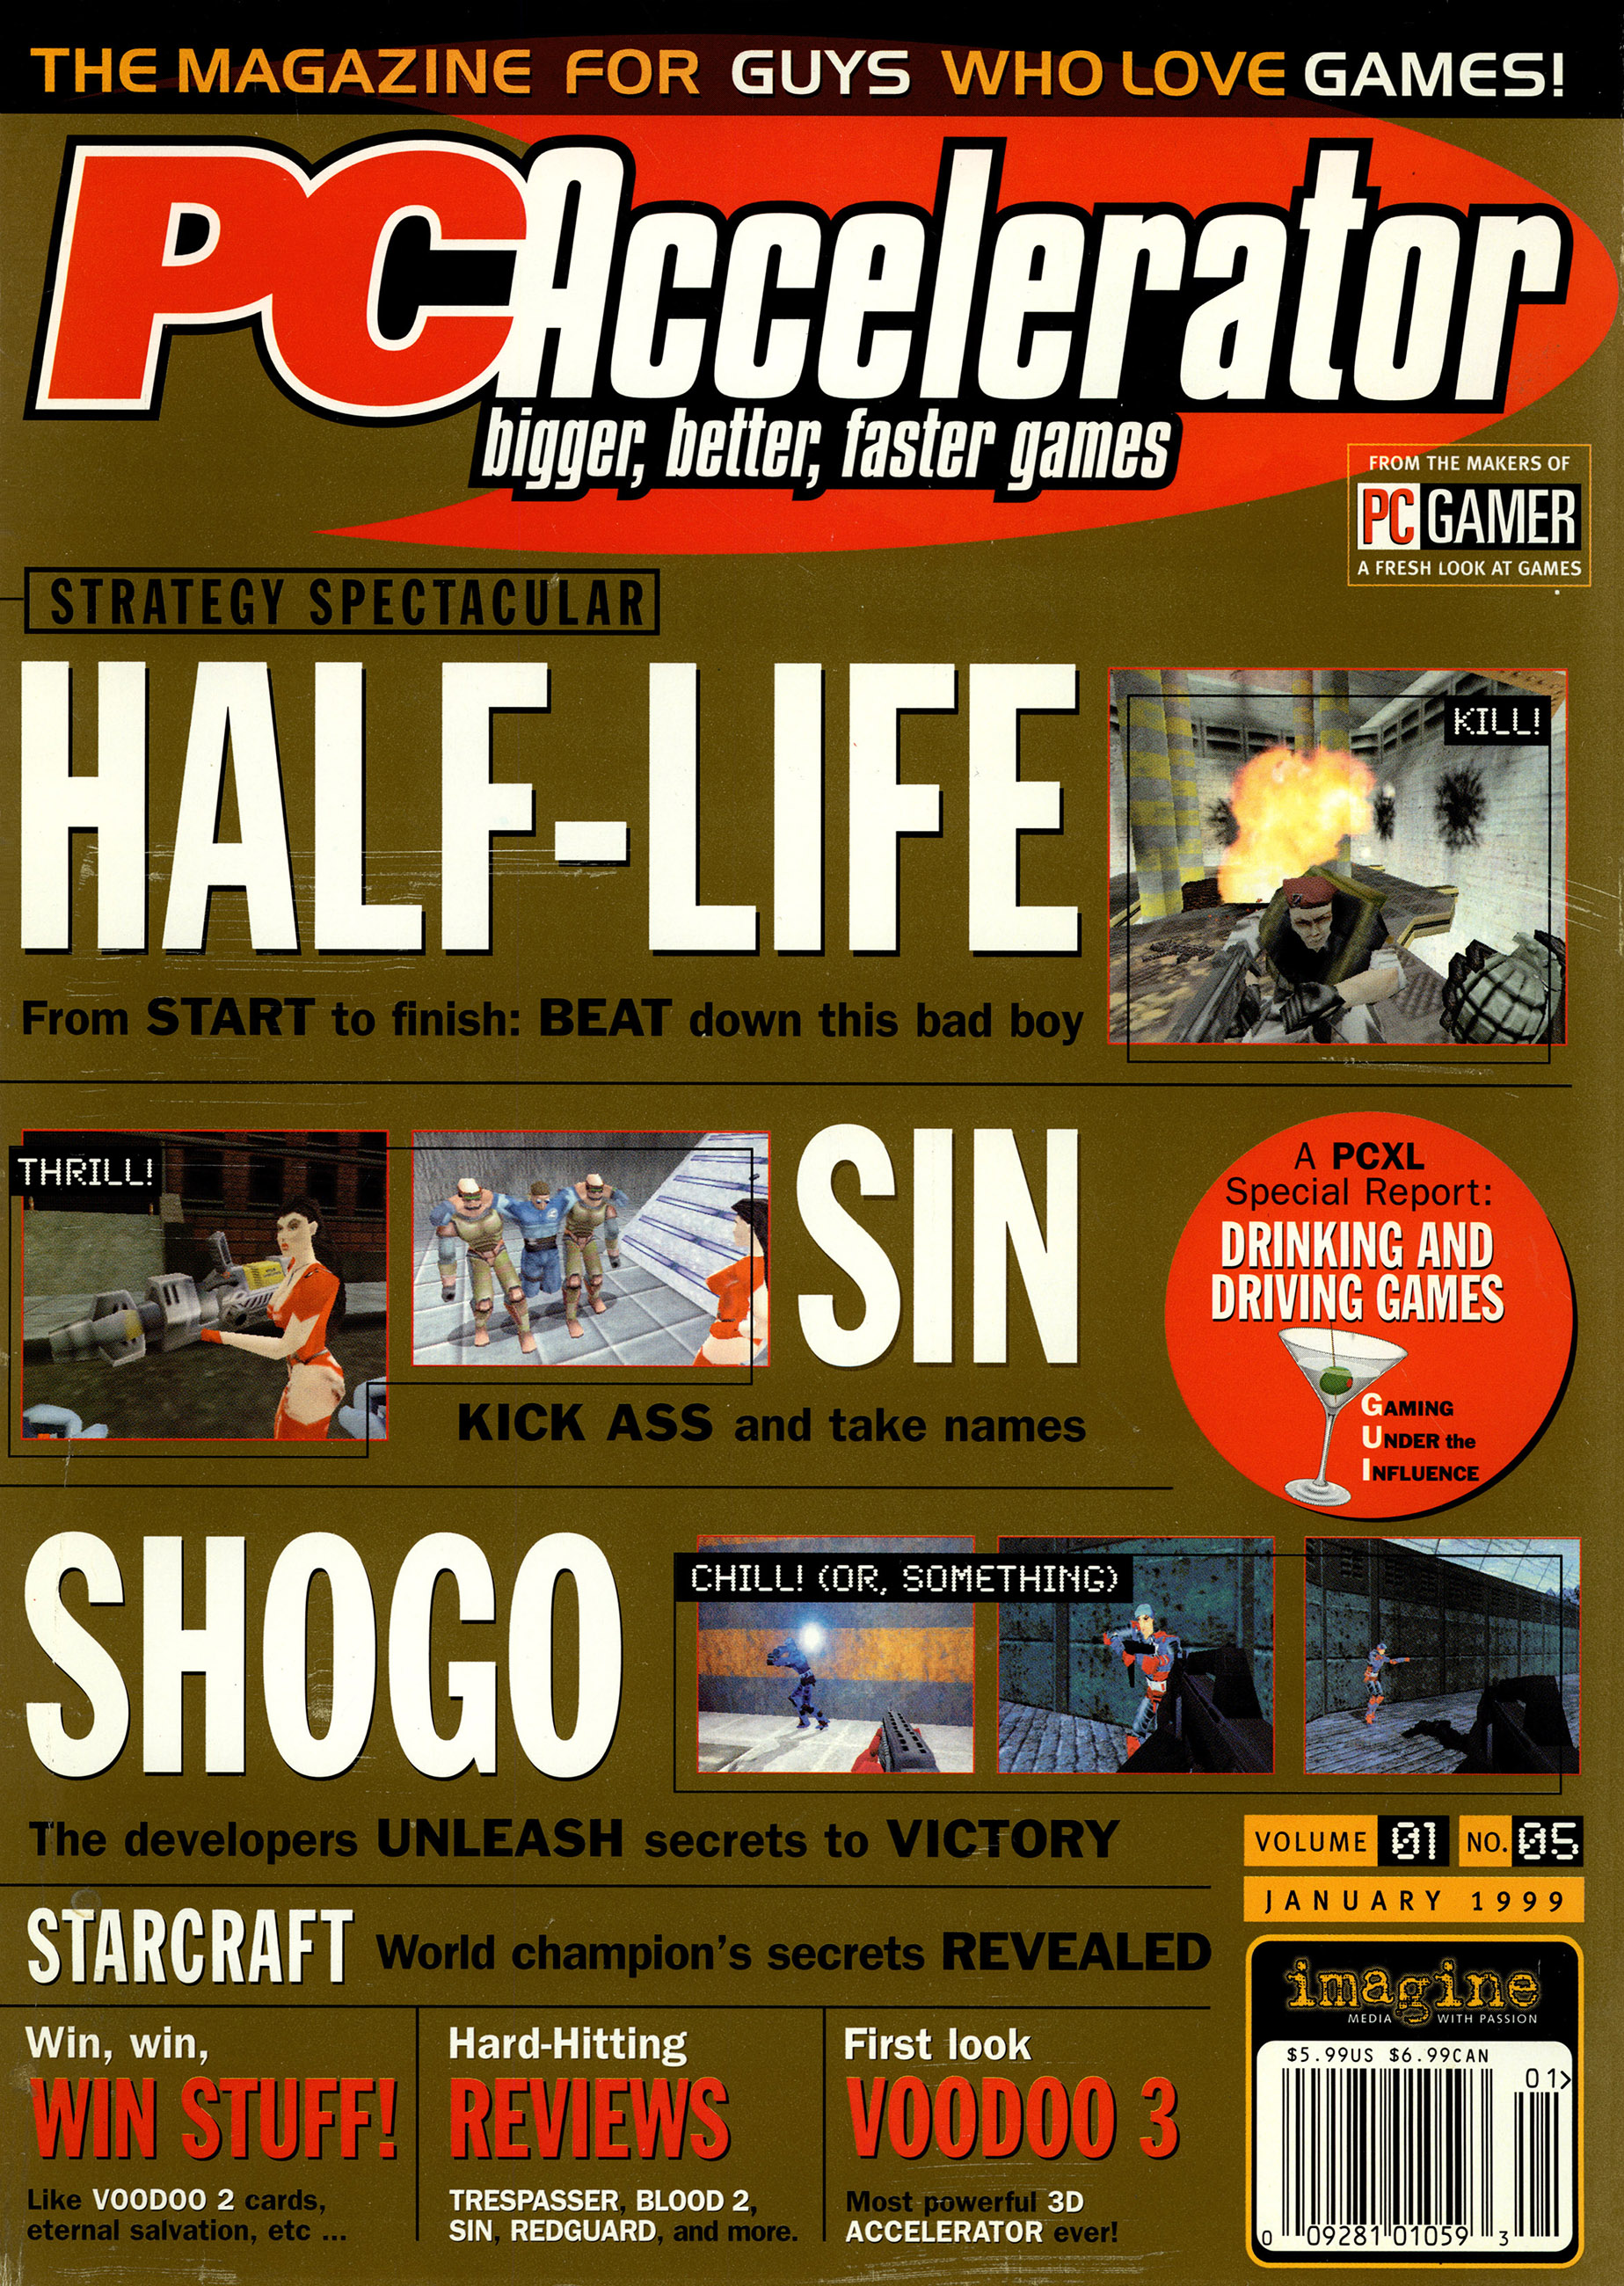 THE MAGAZINE FOR GUYS WHO LOVE GAMES!
PCAccelerator
bigger, better, faster games
FROM THE MAKERS OF
PC GAMER
A FRESH LOOK AT GAMES
STRATEGY SPECTACULAR
HALF-LIFE
KILL!
From START to finish: BEAT down this bad boy
THRILL!
SIN
KICK ASS and take names
A PCXL
Special Report:
DRINKING AND
DRIVING GAMES
GAMING
UNDER the
INFLUENCE
SHOGO
CHILL! (OR, SOMETHING)
The developers UNLEASH secrets to VICTORY
VOLUME 01 NO. 05
JANUARY 1999
STARCRAFT World champion's secrets REVEALED
Win, win,
WIN STUFF!
Like VOODOO 2 cards,
eternal salvation, etc ...
Hard-Hitting
REVIEWS
TRESPASSER, BLOOD 2,
SIN, REDGUARD, and more.
First look
VOODOO 3
Most powerful 3D
ACCELERATOR ever!
imagine
MEDIA WITH PASSION
$5.99US $6.99CAN
01>
0 09281 01059 3